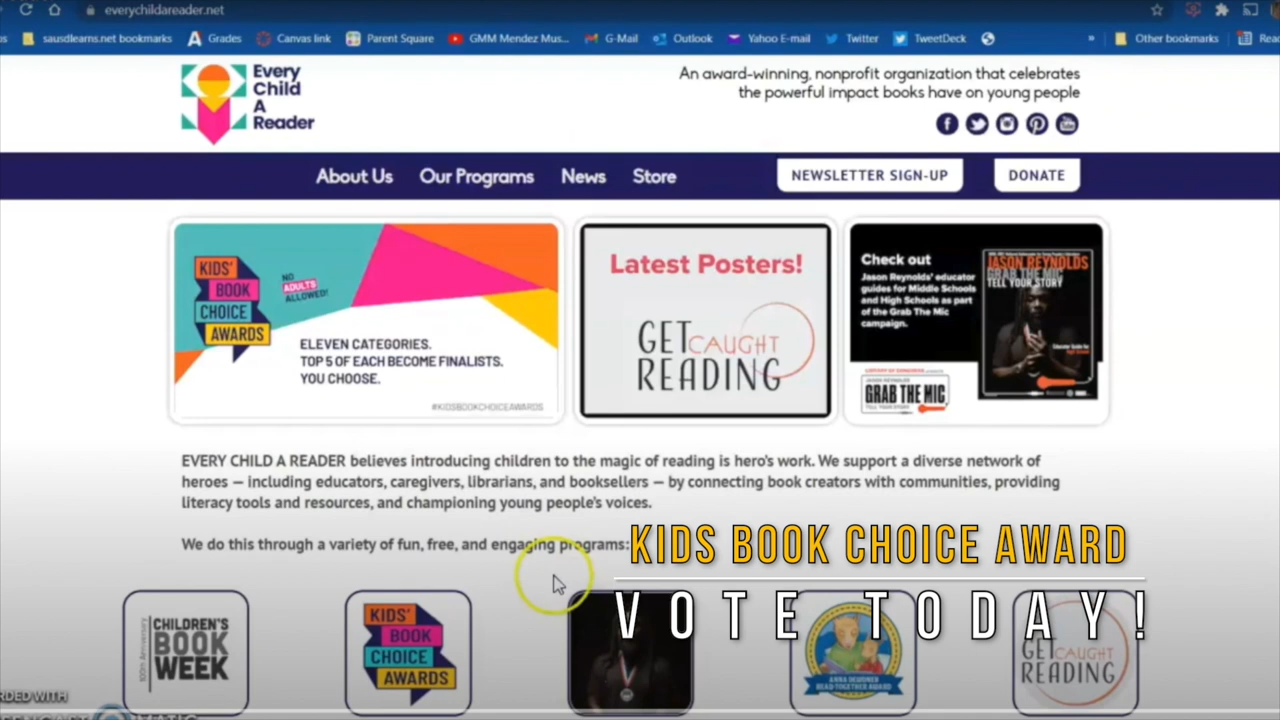 everychildareader.net
sausdlearns.net bookmarks
Grades
Canvas link
Parent Square
GMM Mendez Mus...
G-Mail
Outlook
Yahoo E-mail
Twitter
TweetDeck
»
Other bookmarks
Every
Child
A
Reader
An award-winning, nonprofit organization that celebrates
the powerful impact books have on young people
About Us
Our Programs
News
Store
NEWSLETTER SIGN-UP
DONATE
KIDS'
BOOK
CHOICE
AWARDS
NO
ADULTS
ALLOWED!
ELEVEN CATEGORIES.
TOP 5 OF EACH BECOME FINALISTS.
YOU CHOOSE.
#KIDSBOOKCHOICEAWARDS
Latest Posters!
GET CAUGHT
READING
Check out
Jason Reynolds' educator
guides for Middle Schools
and High Schools as part
of the Grab The Mic
campaign.
JASON REYNOLDS
GRAB THE MIC
TELL YOUR STORY
GRAB THE MIC
EVERY CHILD A READER believes introducing children to the magic of reading is hero's work. We support a diverse network of
heroes — including educators, caregivers, librarians, and booksellers — by connecting book creators with communities, providing
literacy tools and resources, and championing young people's voices.
We do this through a variety of fun, free, and engaging programs:
KIDS BOOK CHOICE AWARD
VOTE TODAY!
100th Anniversary
CHILDREN'S
BOOK
WEEK
KIDS'
BOOK
CHOICE
AWARDS
READ-TOGETHER AWARD
GET CAUGHT
READING